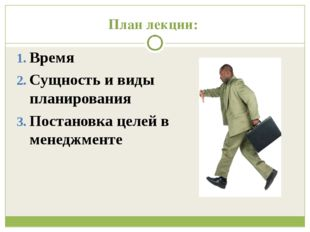 План лекции:
1. Время
2. Сущность и виды
планирования
3. Постановка целей в
менеджменте